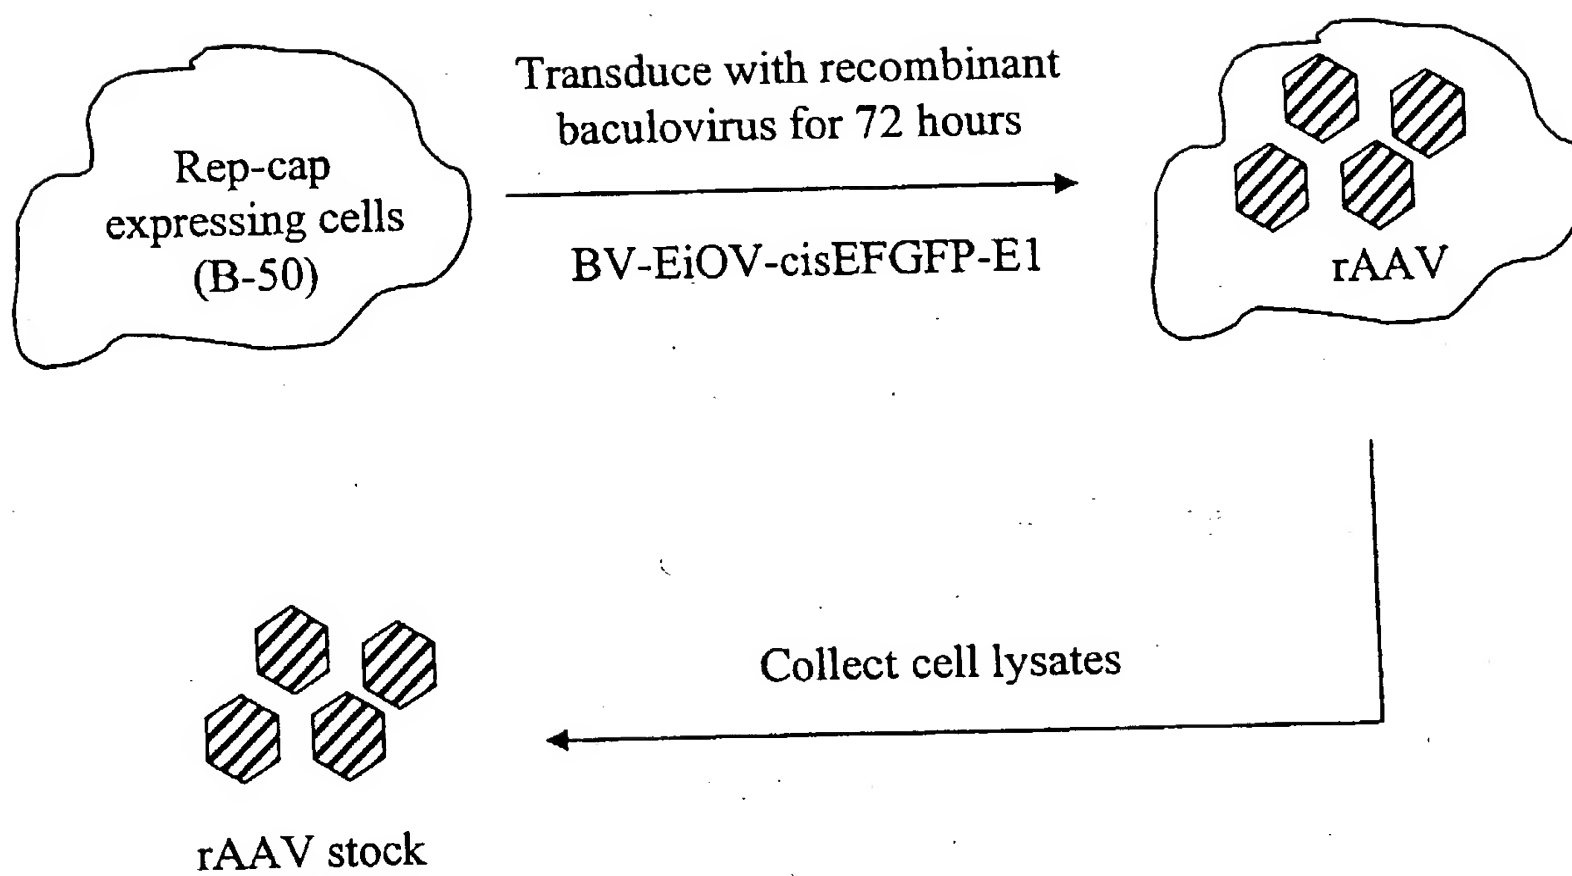 Rep-cap
expressing cells
(B-50)
Transduce with recombinant
baculovirus for 72 hours
BV-EiOV-cisEFGFP-E1
rAAV
Collect cell lysates
rAAV stock